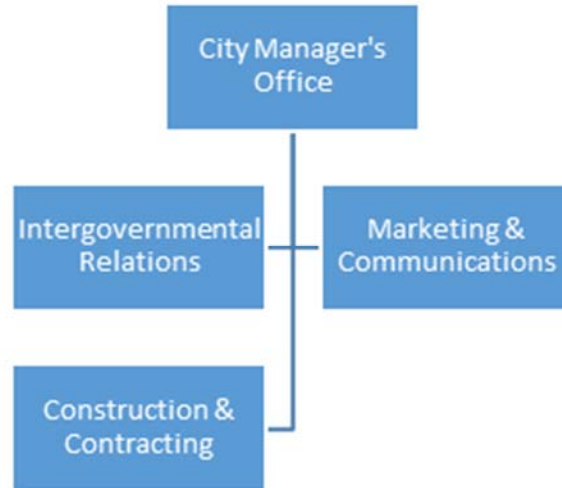 City Manager's
Office
Intergovernmental
Relations
Marketing &
Communications
Construction &
Contracting